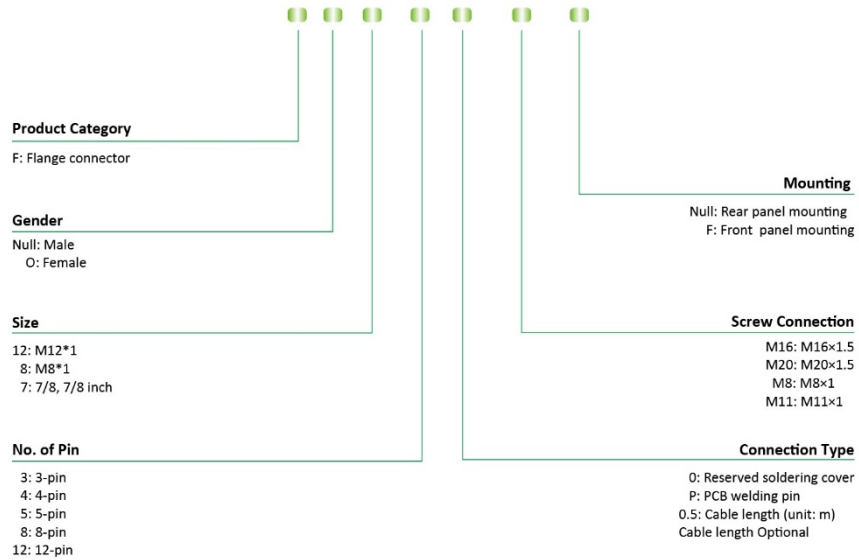 Product Category
F: Flange connector
Gender
Null: Male
O: Female
Size
12: M12*1
8: M8*1
7: 7/8, 7/8 inch
No. of Pin
3: 3-pin
4: 4-pin
5: 5-pin
8: 8-pin
12: 12-pin
Mounting
Null: Rear panel mounting
F: Front panel mounting
Screw Connection
M16: M16×1.5
M20: M20×1.5
M8: M8×1
M11: M11×1
Connection Type
0: Reserved soldering cover
P: PCB welding pin
0.5: Cable length (unit: m)
Cable length Optional